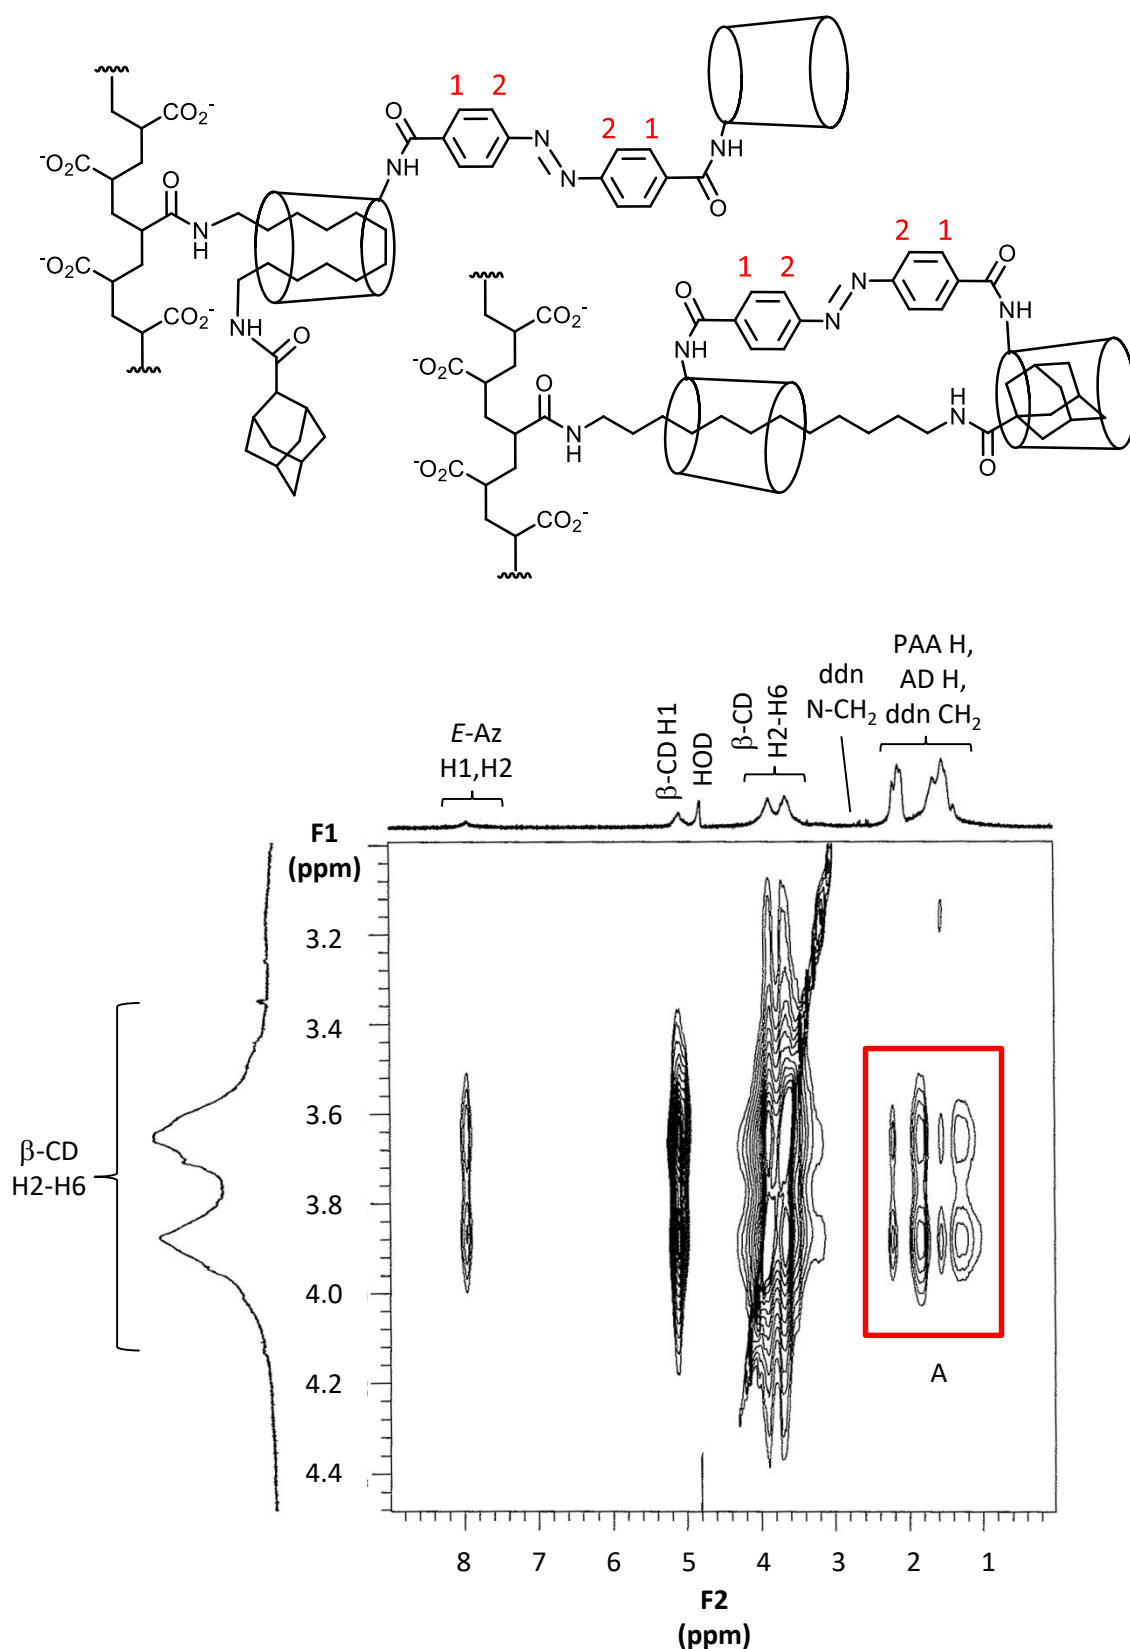 1 2
O
CO₂⁻
N
2 1
⁻O₂C
N
NH
NH
O
O
N
H
CO₂⁻
2 1
⁻O₂C
1 2
N
O
NH
O
N
NH
CO₂⁻
O
CO₂⁻
NH
⁻O₂C
O
H
N
N
H
⁻O₂C
O
CO₂⁻
PAA H,
AD H,
ddn CH₂
ddn
N-CH₂
β-CD
H2-H6
HOD
β-CD H1
E-Az
H1,H2
F1
(ppm)
3.2
3.4
3.6
3.8
4.0
4.2
4.4
β-CD
H2-H6
A
8 7 6 5 4 3 2 1
F2
(ppm)